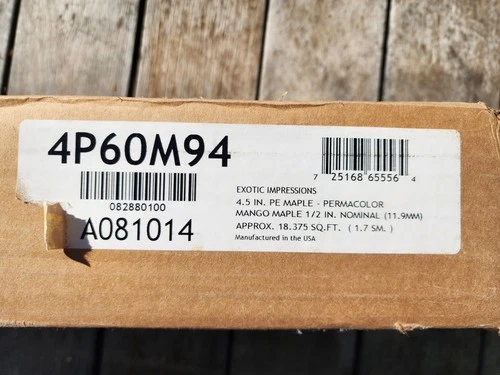 4P60M94
082880100
A081014
7 25168 65556 4
EXOTIC IMPRESSIONS
4.5 IN. PE MAPLE - PERMACOLOR
MANGO MAPLE 1/2 IN. NOMINAL (11.9MM)
APPROX. 18.375 SQ.FT. ( 1.7 SM. )
Manufactured in the USA